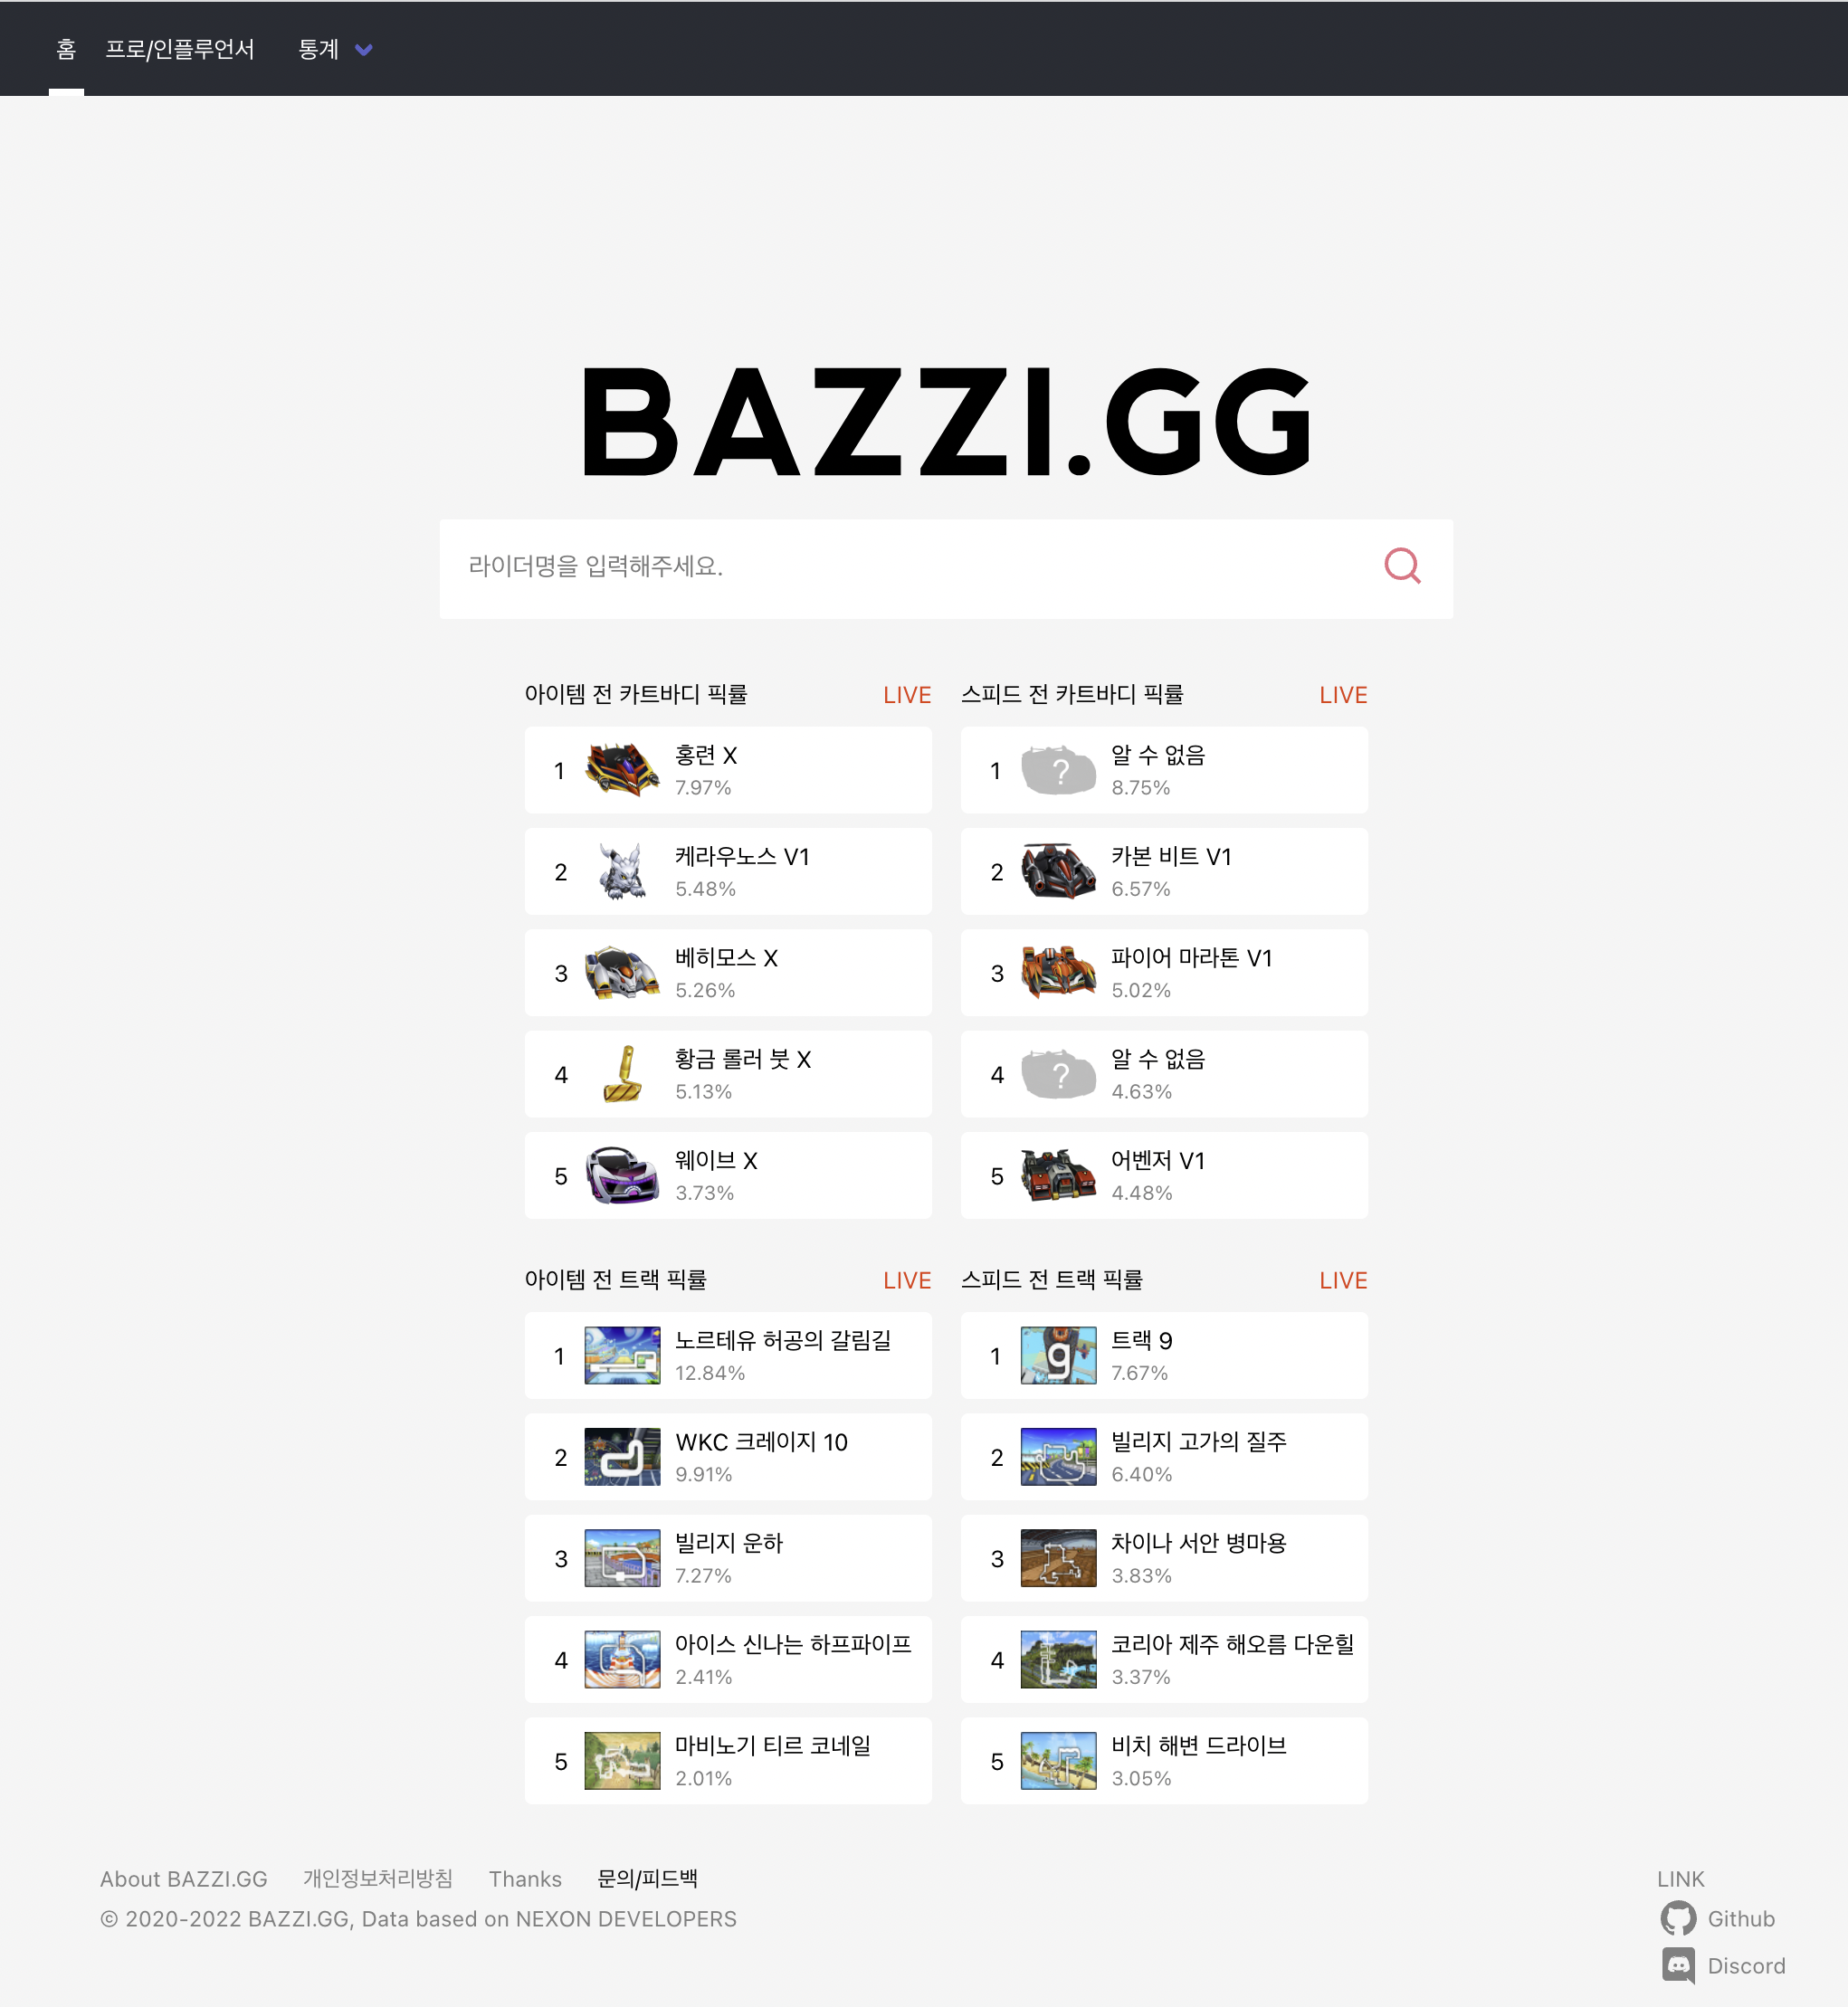 홈 프로/인플루언서 통계
BAZZI.GG
라이더명을 입력해주세요.
아이템 전 카트바디 픽률 LIVE
1 홍련 X
7.97%
2 케라우노스 V1
5.48%
3 베히모스 X
5.26%
4 황금 롤러 붓 X
5.13%
5 웨이브 X
3.73%
스피드 전 카트바디 픽률 LIVE
1 ? 알 수 없음
8.75%
2 카본 비트 V1
6.57%
3 파이어 마라톤 V1
5.02%
4 ? 알 수 없음
4.63%
5 어벤저 V1
4.48%
아이템 전 트랙 픽률 LIVE
1 노르테유 허공의 갈림길
12.84%
2 WKC 크레이지 10
9.91%
3 빌리지 운하
7.27%
4 아이스 신나는 하프파이프
2.41%
5 마비노기 티르 코네일
2.01%
스피드 전 트랙 픽률 LIVE
1 트랙 9
7.67%
2 빌리지 고가의 질주
6.40%
3 차이나 서안 병마용
3.83%
4 코리아 제주 해오름 다운힐
3.37%
5 비치 해변 드라이브
3.05%
About BAZZI.GG 개인정보처리방침 Thanks 문의/피드백
© 2020-2022 BAZZI.GG, Data based on NEXON DEVELOPERS
LINK
Github
Discord